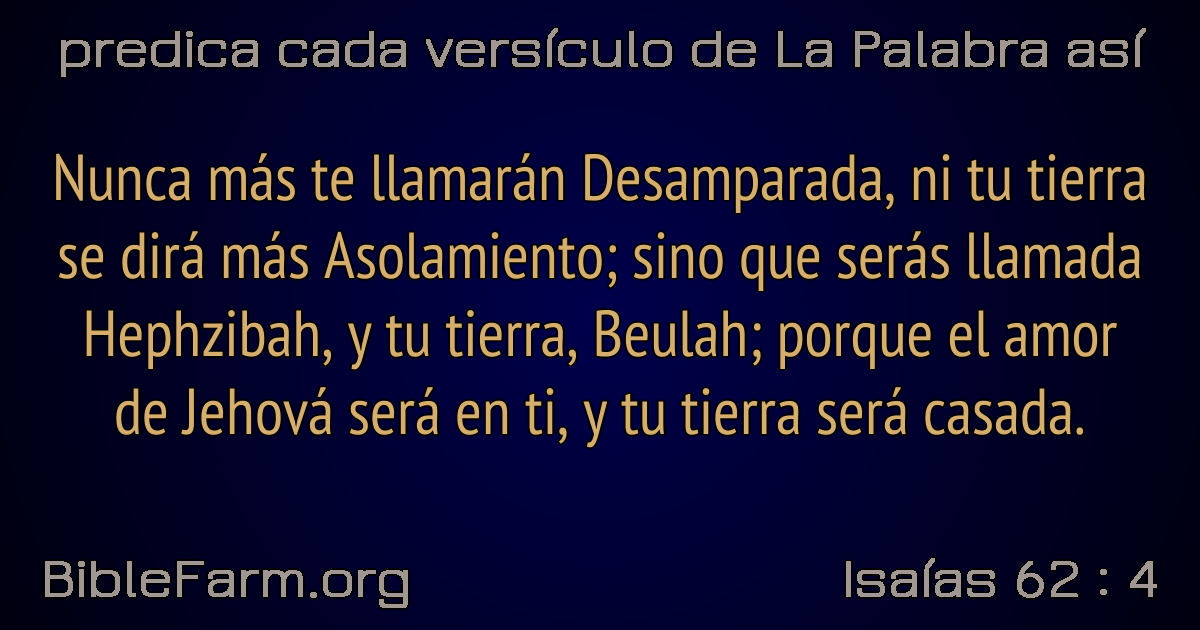 predica cada versículo de La Palabra así
Nunca más te llamarán Desamparada, ni tu tierra
se dirá más Asolamiento; sino que serás llamada
Hephzibah, y tu tierra, Beulah; porque el amor
de Jehová será en ti, y tu tierra será casada.
BibleFarm.org
Isaías 62 : 4